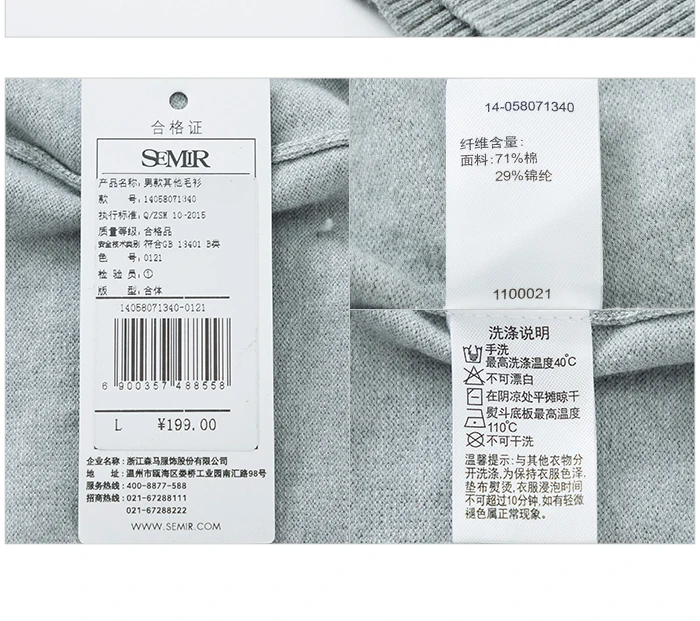 合格证
SEMIR
产品名称：男款其他毛衫
款 号：14058071340
执行标准：Q/ZSM 10-2015
质量等级：合格品
安全技术类别 符合GB 18401 B类
色 号：0121
检 验 员：①
版 型：合体
14058071340-0121
6 900357 488558
L ¥199.00
企业名称：浙江森马服饰股份有限公司
地 址：温州市瓯海区娄桥工业园南汇路98号
服务热线：400-8877-588
招商热线：021-67288111
021-67288222
WWW.SEMIR.COM
14-058071340
纤维含量：
面料：71%棉
29%锦纶
1100021
洗涤说明
手洗
最高洗涤温度40℃
不可漂白
在阴凉处平摊晾干
熨斗底板最高温度
110℃
不可干洗
温馨提示：与其他衣物分
开洗涤，为保持衣服色泽，
垫布熨烫，衣服浸泡时间
不可超过10分钟，如有轻微
褪色属正常现象。